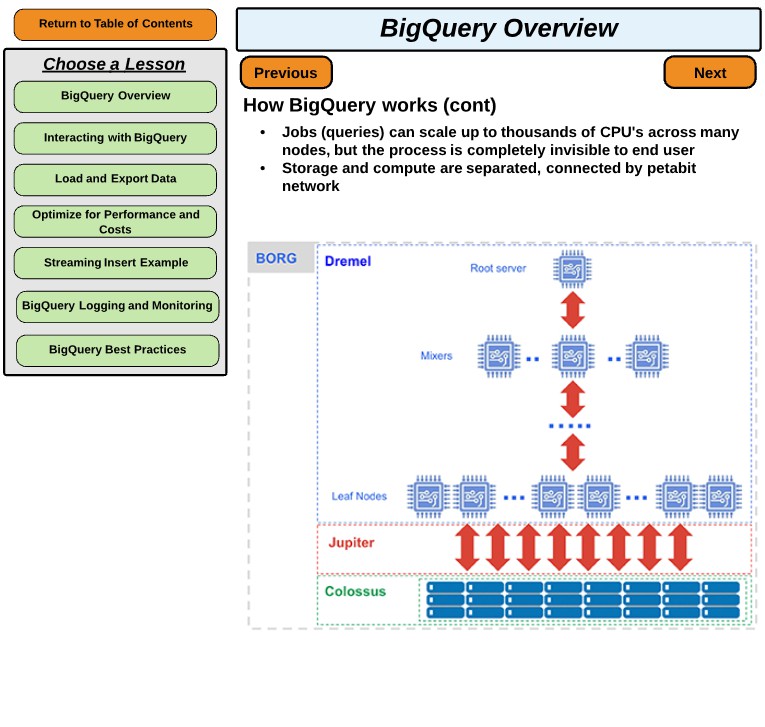 Return to Table of Contents
Choose a Lesson
BigQuery Overview
Interacting with BigQuery
Load and Export Data
Optimize for Performance and
Costs
Streaming Insert Example
BigQuery Logging and Monitoring
BigQuery Best Practices
BigQuery Overview
Previous
Next
How BigQuery works (cont)
• Jobs (queries) can scale up to thousands of CPU's across many
nodes, but the process is completely invisible to end user
• Storage and compute are separated, connected by petabit
network
BORG
Dremel
Root server
Mixers
Leaf Nodes
Jupiter
Colossus